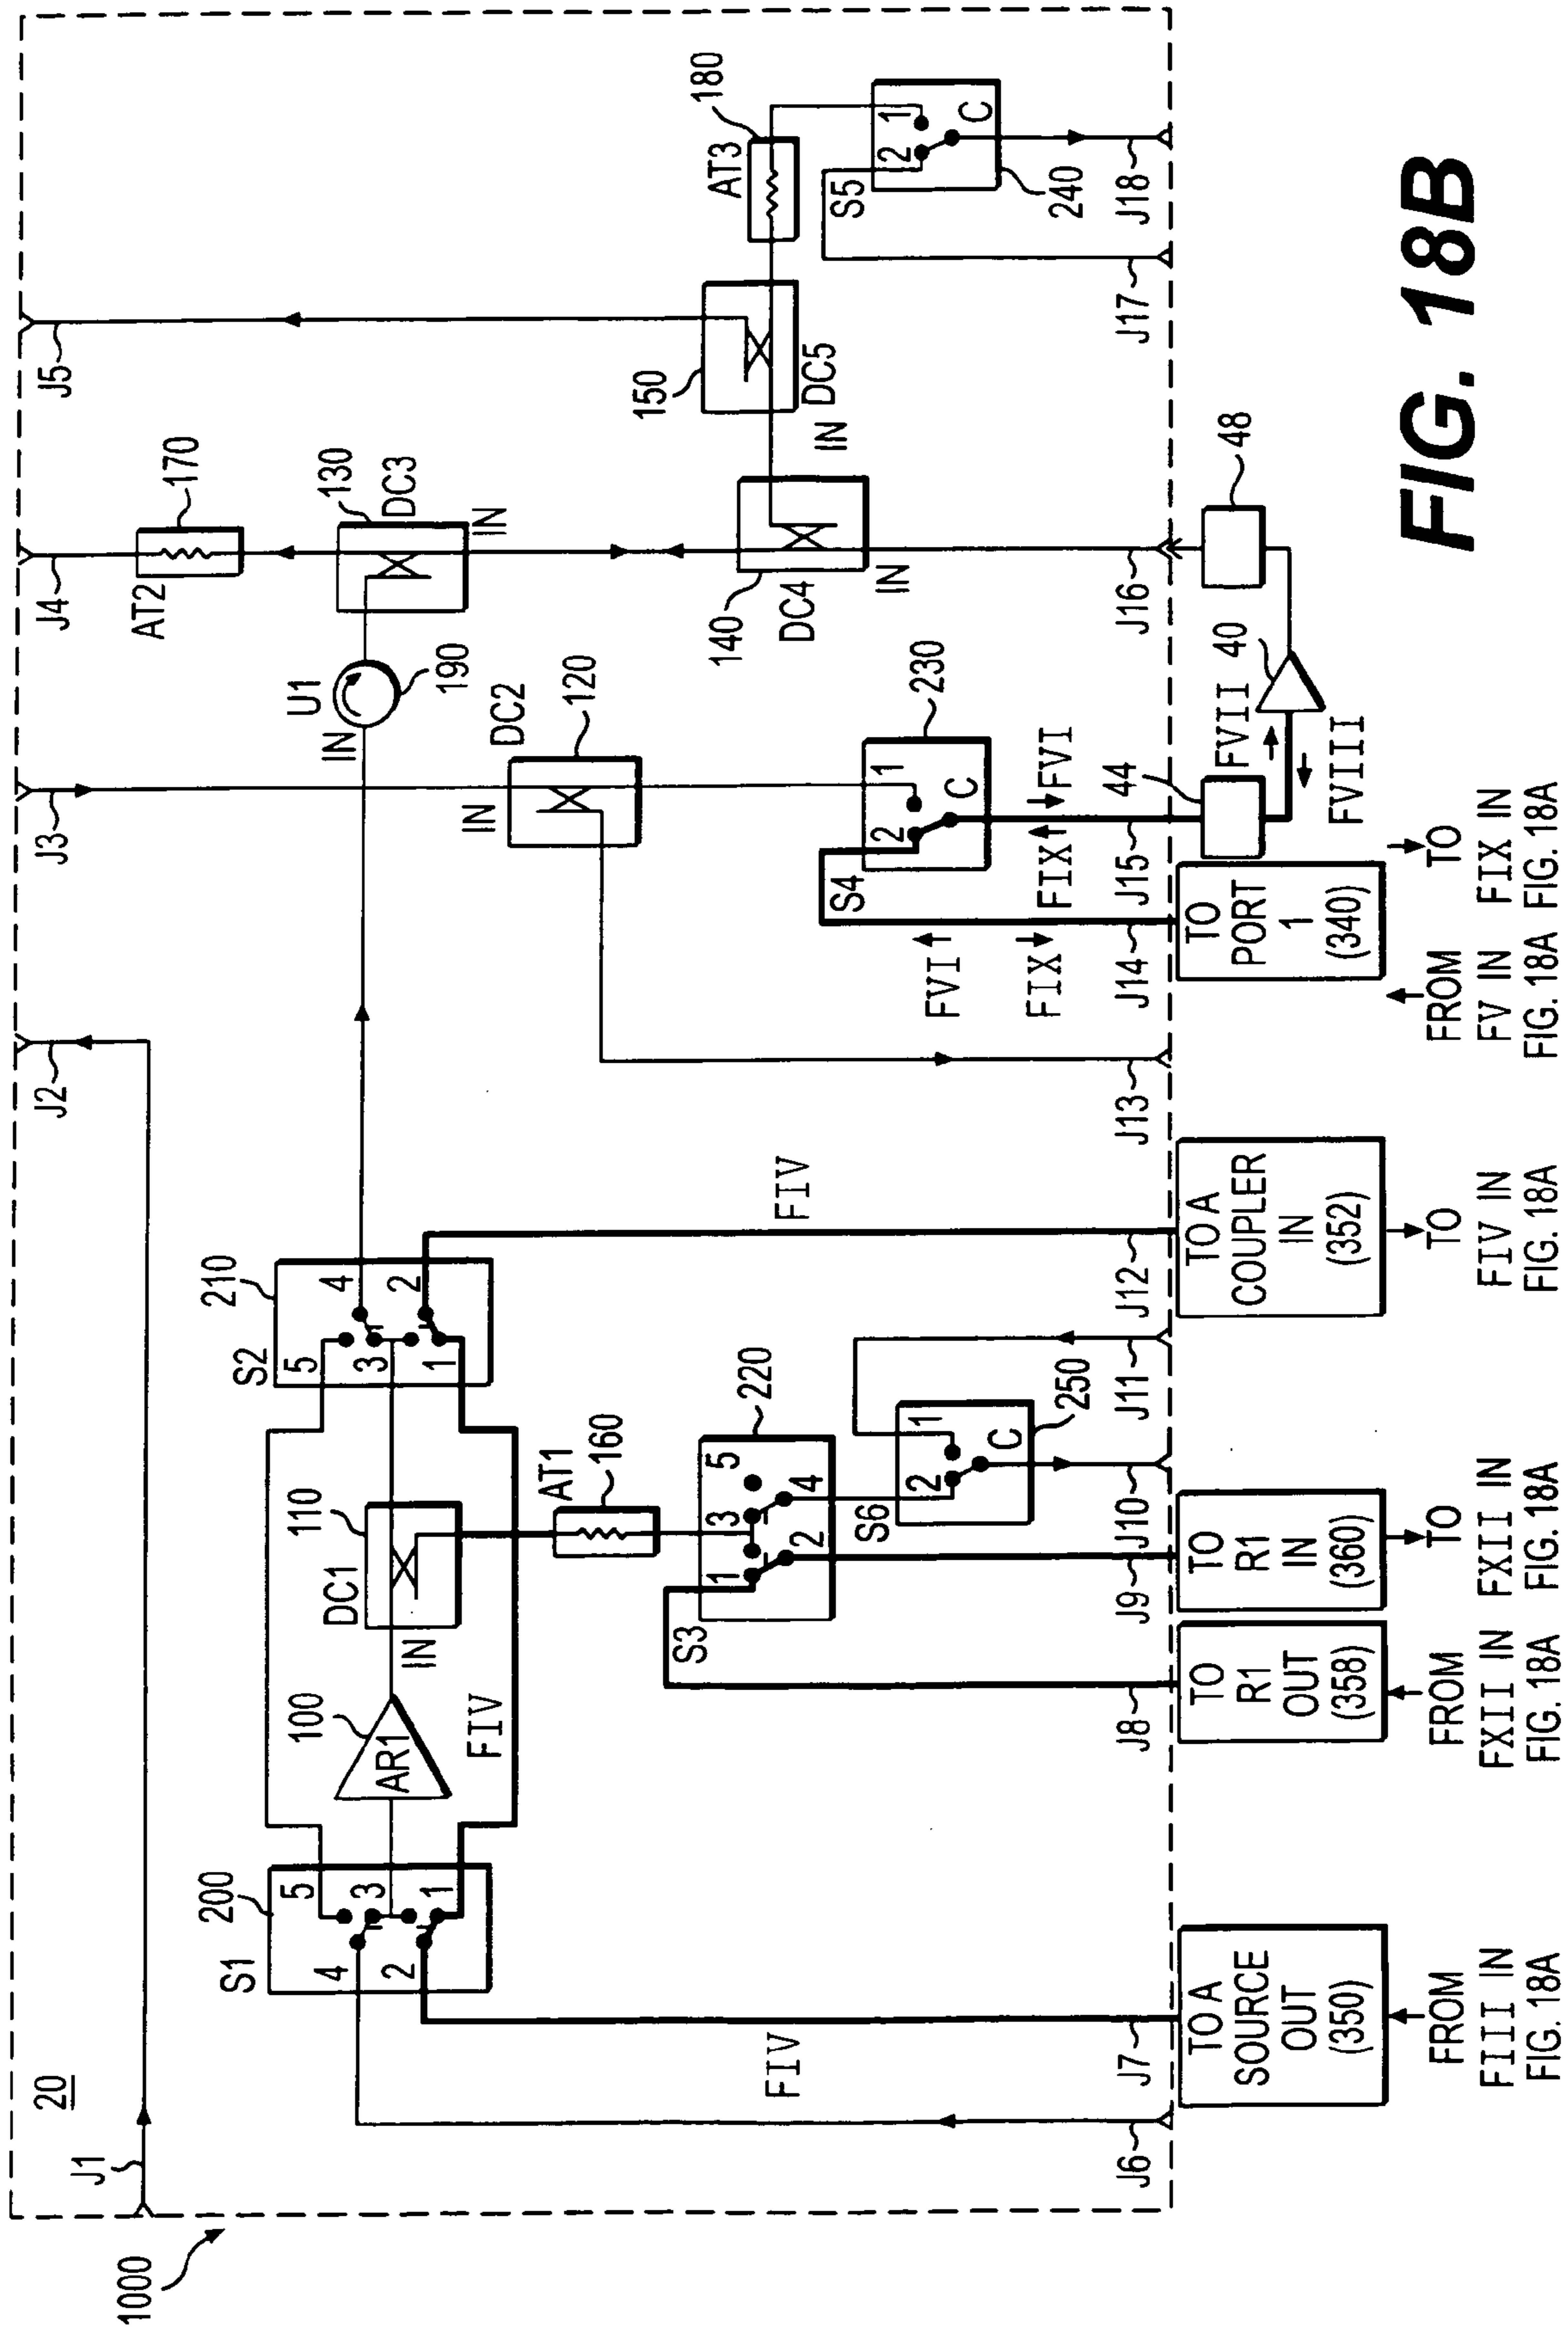 1000
20
J1
J2
J3
J4
J5
S1
200
5
4
3
2
1
100
AR1
IN
DC1
110
FIV
S2
210
5
4
3
2
1
AT1
160
S3
220
1
2
3
4
5
S6
250
2
1
C
FIV
FIV
U1
IN
190
AT2
170
130
DC3
IN
DC2
120
IN
140
DC4
IN
150
DC5
IN
AT3
180
S5
240
2
1
C
S4
230
2
1
C
FVI
FIX
FIX
FVI
J6
J7
J8
J9
J10
J11
J12
J13
J14
J15
J16
J17
J18
44
FVII
FVIII
40
48
TO A
SOURCE
OUT
(350)
FROM
FIII IN
FIG. 18A
TO
R1
OUT
(358)
FROM
FXII IN
FIG. 18A
TO
R1
IN
(360)
TO
FXII IN
FIG. 18A
TO A
COUPLER
IN
(352)
TO
FIV IN
FIG. 18A
TO
PORT
1
(340)
FROM
FV IN
FIG. 18A
TO
FIX IN
FIG. 18A
FIG. 18B